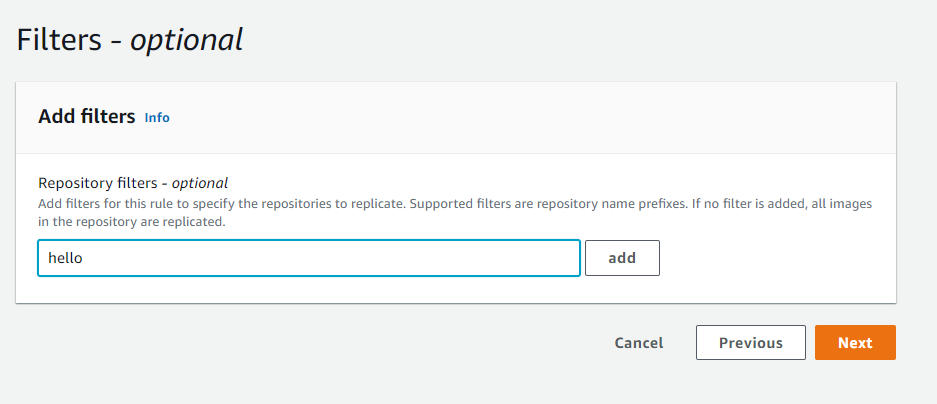 Filters - optional
Add filters Info
Repository filters - optional
Add filters for this rule to specify the repositories to replicate. Supported filters are repository name prefixes. If no filter is added, all images
in the repository are replicated.
hello add
Cancel Previous Next